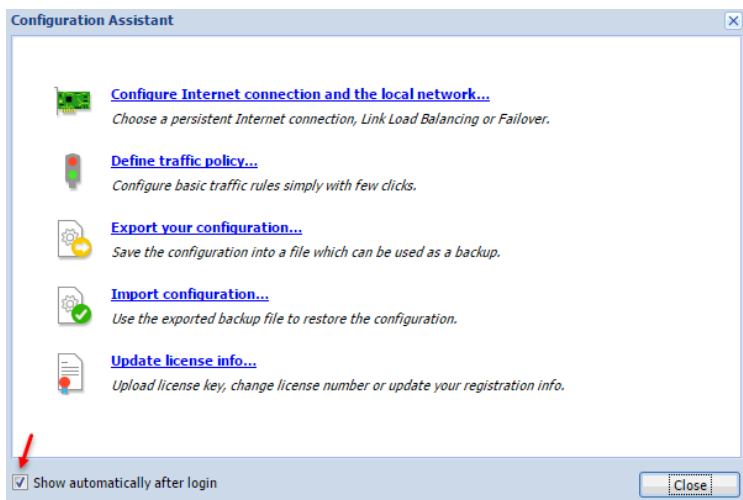 Configuration Assistant
Configure Internet connection and the local network...
Choose a persistent Internet connection, Link Load Balancing or Failover.
Define traffic policy...
Configure basic traffic rules simply with few clicks.
Export your configuration...
Save the configuration into a file which can be used as a backup.
Import configuration...
Use the exported backup file to restore the configuration.
Update license info...
Upload license key, change license number or update your registration info.
Show automatically after login
Close